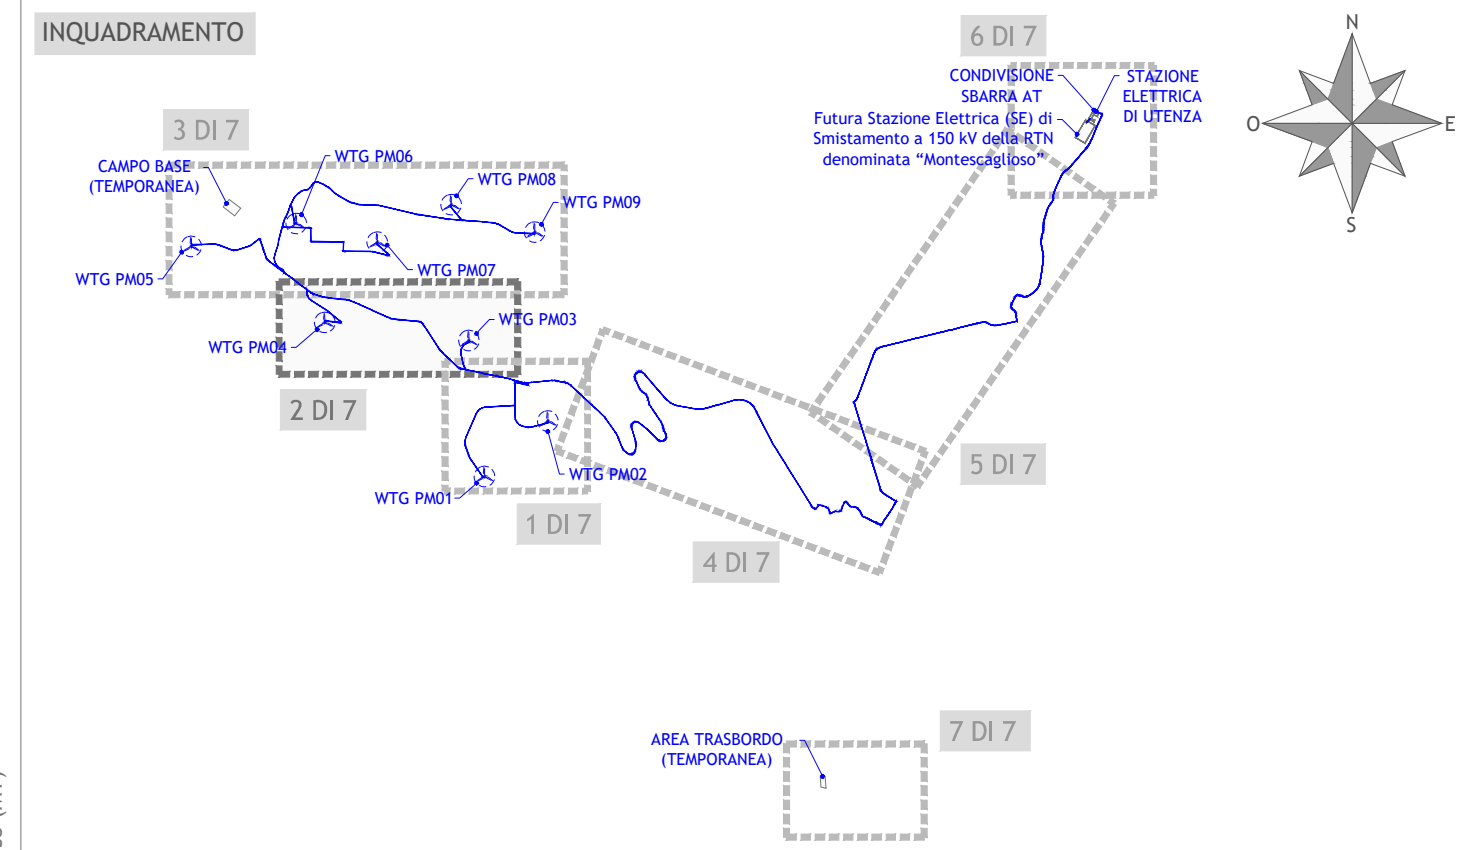 INQUADRAMENTO
6 DI 7
N
O
E
S
CONDIVISIONE
SBARRA AT
STAZIONE
ELETTRICA
DI UTENZA
Futura Stazione Elettrica (SE) di
Smistamento a 150 kV della RTN
denominata “Montescaglioso”
3 DI 7
CAMPO BASE
(TEMPORANEA)
WTG PM06
WTG PM08
WTG PM09
WTG PM05
WTG PM07
WTG PM03
WTG PM04
2 DI 7
WTG PM02
WTG PM01
1 DI 7
5 DI 7
4 DI 7
7 DI 7
AREA TRASBORDO
(TEMPORANEA)